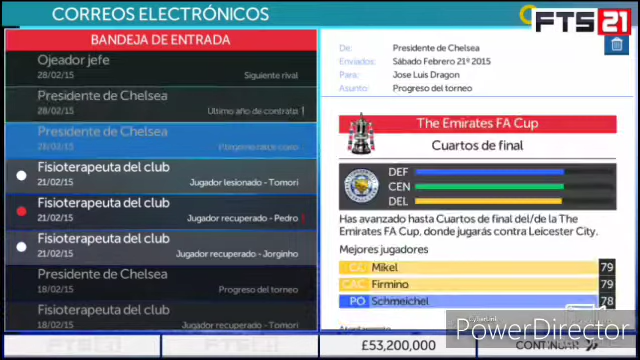 CORREOS ELECTRÓNICOS
FTS 21
BANDEJA DE ENTRADA
Ojeador jefe
28/02/15
Siguiente rival
Presidente de Chelsea
28/02/15
Último año de contrata !
Presidente de Chelsea
Fisioterapeuta del club
21/02/15
Jugador lesionado - Tomori
Fisioterapeuta del club
21/02/15
Jugador recuperado - Pedro !
Fisioterapeuta del club
21/02/15
Jugador recuperado - Jorginho
Presidente de Chelsea
18/02/15
Progreso del torneo
Fisioterapeuta del club
18/02/15
Jugador recuperado - Tomori
De: Presidente de Chelsea
Enviados: Sábado Febrero 21º 2015
Para: Jose Luis Dragon
Asunto: Progreso del torneo
The Emirates FA Cup
Cuartos de final
DEF
CEN
DEL
Has avanzado hasta Cuartos de final del/de la The
Emirates FA Cup, donde jugarás contra Leicester City.
Mejores jugadores
Mikel 79
Firmino 79
PO Schmeichel 78
£53,200,000
CONTINUAR
CyberLink
PowerDirector